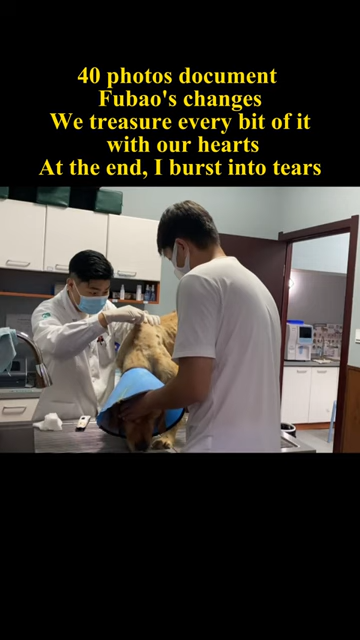 40 photos document
Fubao's changes
We treasure every bit of it
with our hearts
At the end, I burst into tears